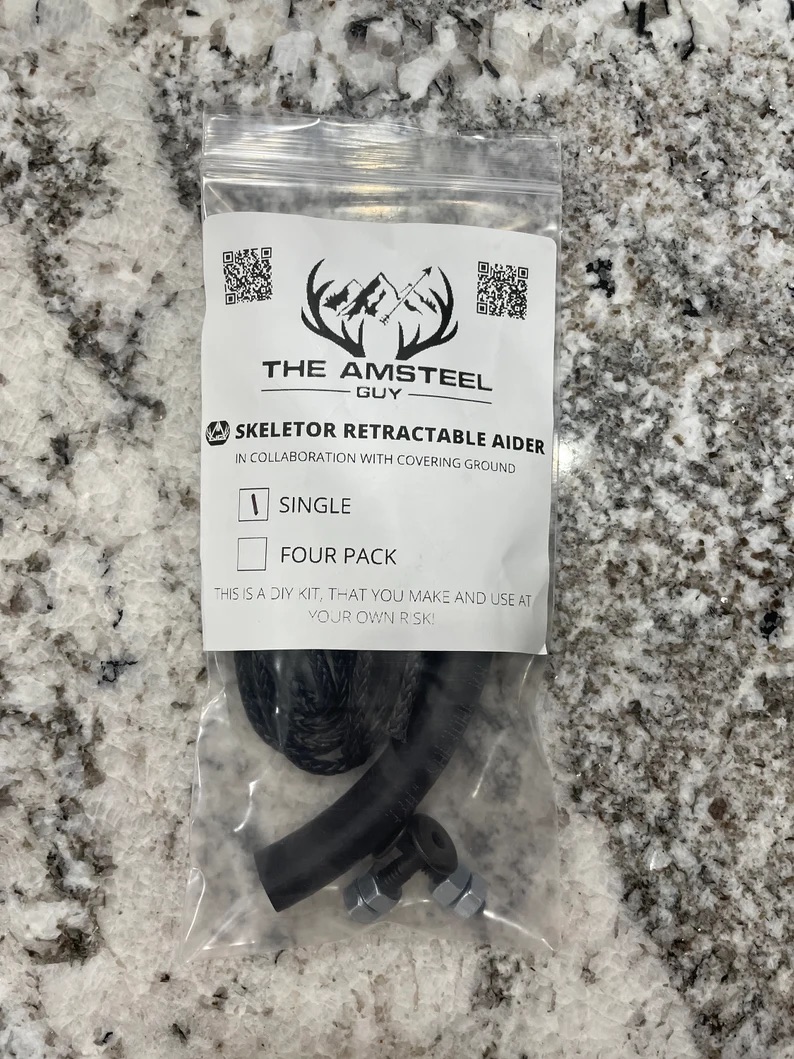 THE AMSTEEL
GUY
SKELETOR RETRACTABLE AIDER
IN COLLABORATION WITH COVERING GROUND
SINGLE
FOUR PACK
THIS IS A DIY KIT, THAT YOU MAKE AND USE AT
YOUR OWN RISK!